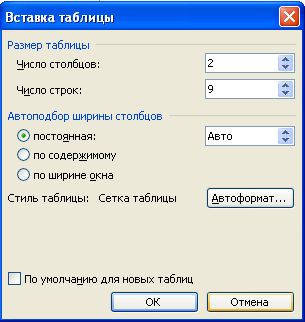 Вставка таблицы
Размер таблицы
Число столбцов: 2
Число строк: 9
Автоподбор ширины столбцов
постоянная: Авто
по содержимому
по ширине окна
Стиль таблицы: Сетка таблицы Автоформат...
По умолчанию для новых таблиц
ОК Отмена